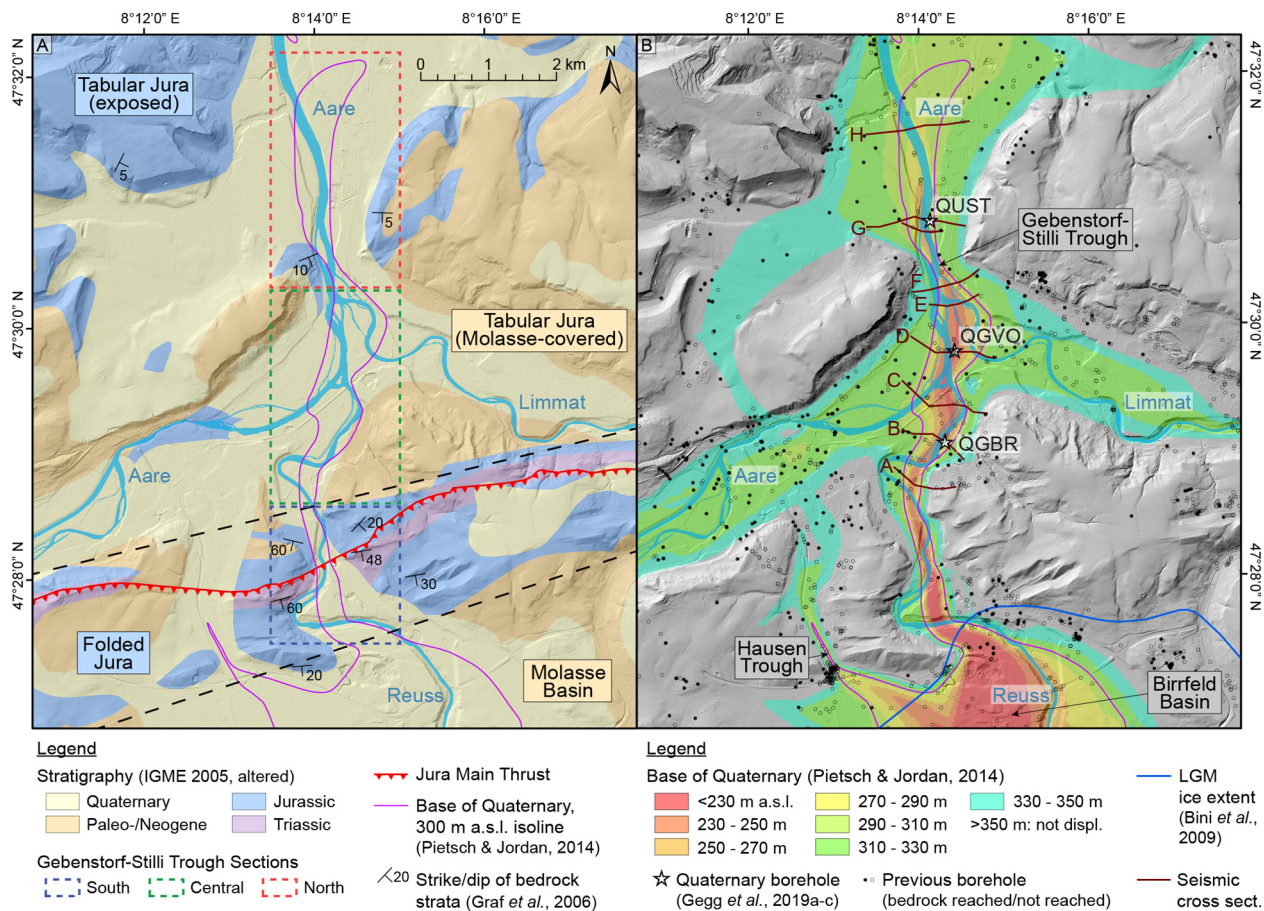 8°12'0" E
8°14'0" E
8°16'0" E
A
Tabular Jura
(exposed)
Aare
N
0 1 2 km
47°32'0" N
5
5
10
47°30'0" N
Tabular Jura
(Molasse-covered)
Limmat
Aare
20
60
48
30
47°28'0" N
60
Folded
Jura
20
Reuss
Molasse
Basin
8°12'0" E
8°14'0" E
8°16'0" E
B
Aare
47°32'0" N
H
QUST
G
Gebenstorf-
Stilli Trough
F
E
47°30'0" N
D
QGVO
C
Limmat
B
QGBR
Aare
A
47°28'0" N
Hausen
Trough
Reuss
Birrfeld
Basin
Legend
Stratigraphy (IGME 2005, altered)
Quaternary
Jurassic
Paleo-/Neogene
Triassic
Gebenstorf-Stilli Trough Sections
South
Central
North
Jura Main Thrust
Base of Quaternary,
300 m a.s.l. isoline
(Pietsch & Jordan, 2014)
20
Strike/dip of bedrock
strata (Graf et al., 2006)
Legend
Base of Quaternary (Pietsch & Jordan, 2014)
<230 m a.s.l.
270 - 290 m
330 - 350 m
230 - 250 m
290 - 310 m
>350 m: not displ.
250 - 270 m
310 - 330 m
Quaternary borehole
(Gegg et al., 2019a-c)
Previous borehole
(bedrock reached/not reached)
LGM
ice extent
(Bini et al.,
2009)
Seismic
cross sect.